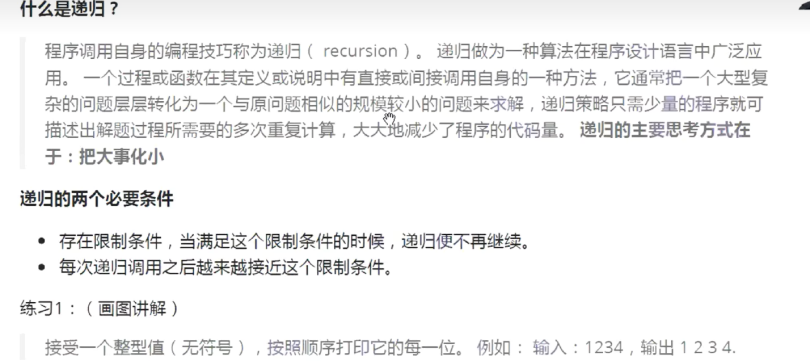 什么是递归？
程序调用自身的编程技巧称为递归（ recursion）。 递归做为一种算法在程序设计语言中广泛应
用。 一个过程或函数在其定义或说明中有直接或间接调用自身的一种方法，它通常把一个大型复
杂的问题层层转化为一个与原问题相似的规模较小的问题来求解，递归策略只需少量的程序就可
描述出解题过程所需要的多次重复计算，大大地减少了程序的代码量。 递归的主要思考方式在
于：把大事化小
递归的两个必要条件
• 存在限制条件，当满足这个限制条件的时候，递归便不再继续。
• 每次递归调用之后越来越接近这个限制条件。
练习1：（画图讲解）
接受一个整型值（无符号），按照顺序打印它的每一位。 例如： 输入：1234，输出 1 2 3 4.